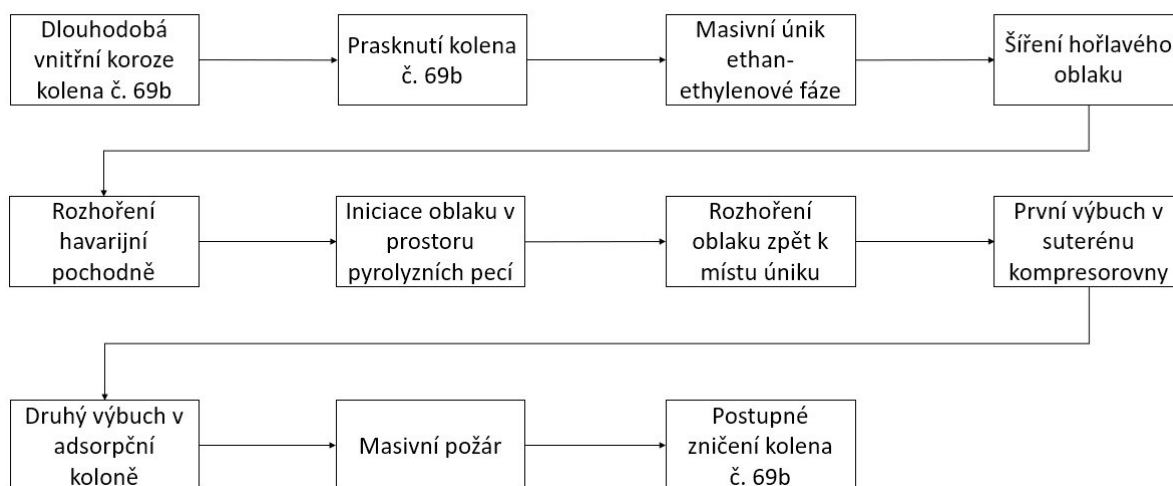 Dlouhodobá
vnitřní koroze
kolena č. 69b
Prasknutí kolena
č. 69b
Masivní únik
ethan-
ethylenové fáze
Šíření hořlavého
oblaku
Rozhoření
havarijní
pochodně
Iniciace oblaku v
prostoru
pyrolyzních pecí
Rozhoření
oblaku zpět k
místu úniku
První výbuch v
suterénu
kompresorovny
Druhý výbuch v
adsorpční
koloně
Masivní požár
Postupné
zničení kolena
č. 69b